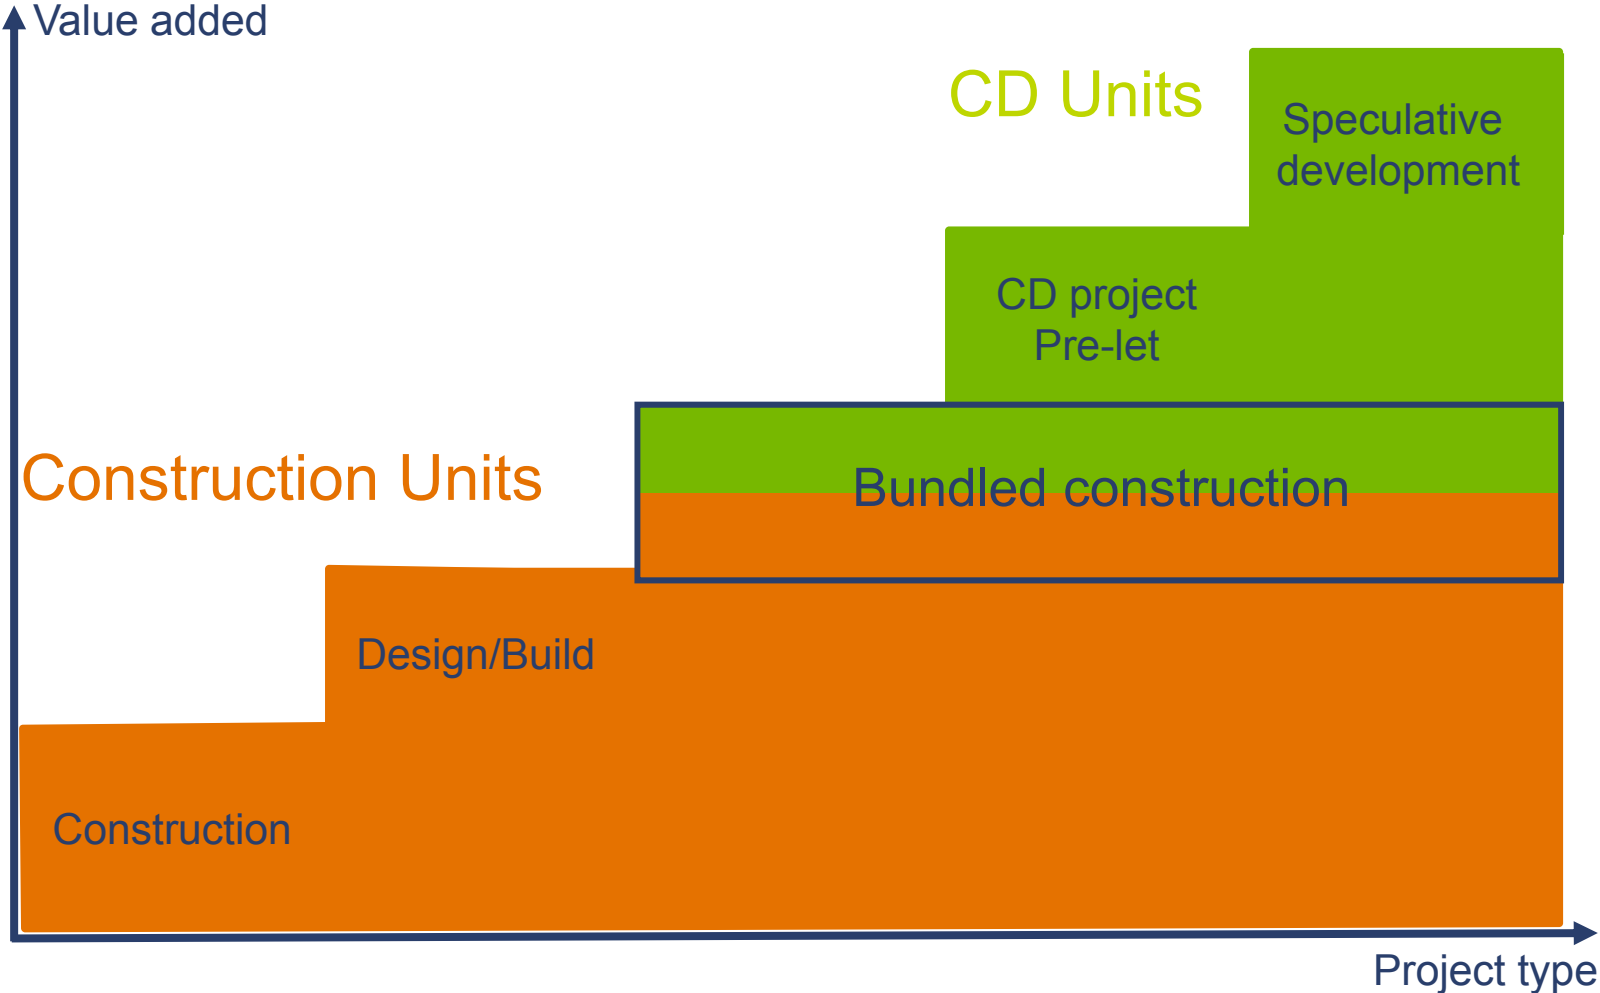 Value added
CD Units
Speculative
development
CD project
Pre-let
Construction Units
Bundled construction
Design/Build
Construction
Project type